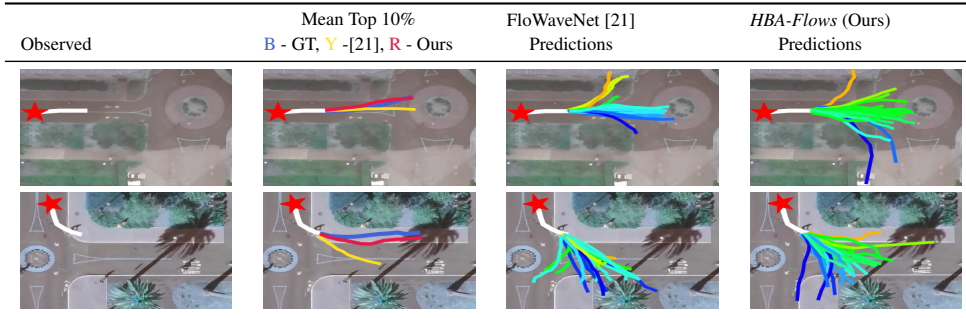 Observed
Mean Top 10%
B - GT, Y -[21], R - Ours
FloWaveNet [21]
Predictions
HBA-Flows (Ours)
Predictions